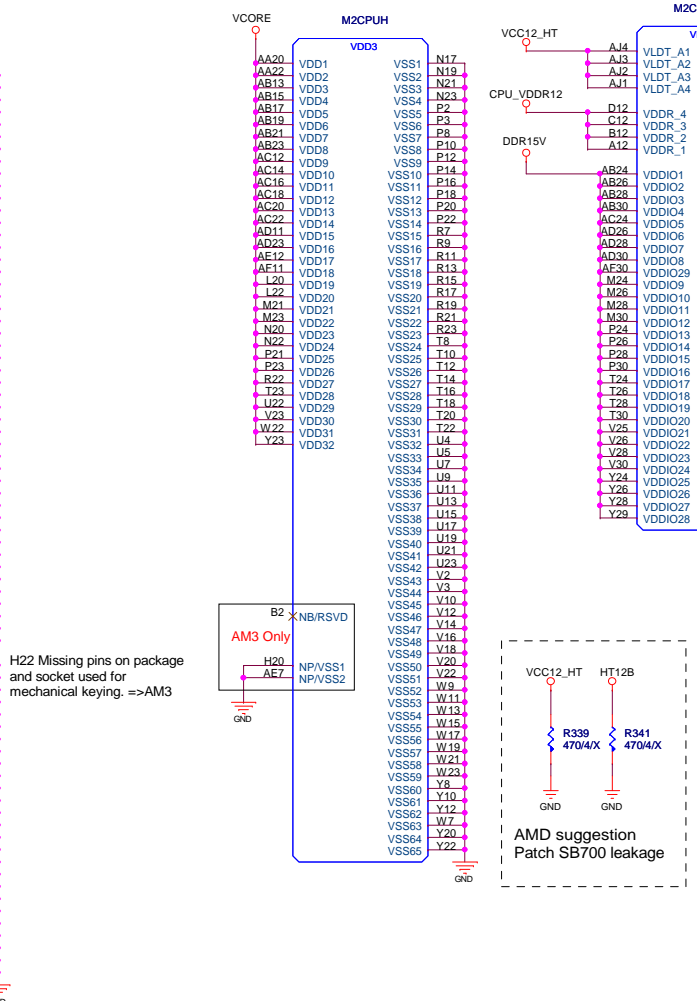 VCORE
M2CPUH
VDD3
AA20 VDD1
AA22 VDD2
AB13 VDD3
AB15 VDD4
AB17 VDD5
AB19 VDD6
AB21 VDD7
AB23 VDD8
AC12 VDD9
AC14 VDD10
AC16 VDD11
AC18 VDD12
AC20 VDD13
AC22 VDD14
AD11 VDD15
AD23 VDD16
AE12 VDD17
AF11 VDD18
L20 VDD19
L22 VDD20
M21 VDD21
M23 VDD22
N20 VDD23
N22 VDD24
P21 VDD25
P23 VDD26
R22 VDD27
T23 VDD28
U22 VDD29
V23 VDD30
W22 VDD31
Y23 VDD32
VSS1 N17
VSS2 N19
VSS3 N21
VSS4 N23
VSS5 P2
VSS6 P3
VSS7 P8
VSS8 P10
VSS9 P12
VSS10 P14
VSS11 P16
VSS12 P18
VSS13 P20
VSS14 P22
VSS15 R7
VSS16 R9
VSS17 R11
VSS18 R13
VSS19 R15
VSS20 R17
VSS21 R19
VSS22 R21
VSS23 R23
VSS24 T8
VSS25 T10
VSS26 T12
VSS27 T14
VSS28 T16
VSS29 T18
VSS30 T20
VSS31 T22
VSS32 U4
VSS33 U5
VSS34 U7
VSS35 U9
VSS36 U11
VSS37 U13
VSS38 U15
VSS39 U17
VSS40 U19
VSS41 U21
VSS42 U23
VSS43 V2
VSS44 V3
VSS45 V10
VSS46 V12
VSS47 V14
VSS48 V16
VSS49 V18
VSS50 V20
VSS51 V22
VSS52 W9
VSS53 W11
VSS54 W13
VSS55 W15
VSS56 W17
VSS57 W19
VSS58 W21
VSS59 W23
VSS60 Y8
VSS61 Y10
VSS62 Y12
VSS63 W7
VSS64 Y20
VSS65 Y22
GND
B2 NB/RSVD
AM3 Only
H20 NP/VSS1
AE7 NP/VSS2
GND
H22 Missing pins on package
and socket used for
mechanical keying. =>AM3
M2C
V
VCC12_HT
AJ4 VLDT_A1
AJ3 VLDT_A2
AJ2 VLDT_A3
AJ1 VLDT_A4
CPU_VDDR12
D12 VDDR_4
C12 VDDR_3
B12 VDDR_2
A12 VDDR_1
DDR15V
AB24 VDDIO1
AB26 VDDIO2
AB28 VDDIO3
AB30 VDDIO4
AC24 VDDIO5
AD26 VDDIO6
AD28 VDDIO7
AD30 VDDIO8
AF30 VDDIO29
M24 VDDIO9
M26 VDDIO10
M28 VDDIO11
M30 VDDIO12
P24 VDDIO13
P26 VDDIO14
P28 VDDIO15
P30 VDDIO16
T24 VDDIO17
T26 VDDIO18
T28 VDDIO19
T30 VDDIO20
V25 VDDIO21
V26 VDDIO22
V28 VDDIO23
V30 VDDIO24
Y24 VDDIO25
Y26 VDDIO26
Y28 VDDIO27
Y29 VDDIO28
VCC12_HT HT12B
R339 R341
470/4/X 470/4/X
GND GND
AMD suggestion
Patch SB700 leakage